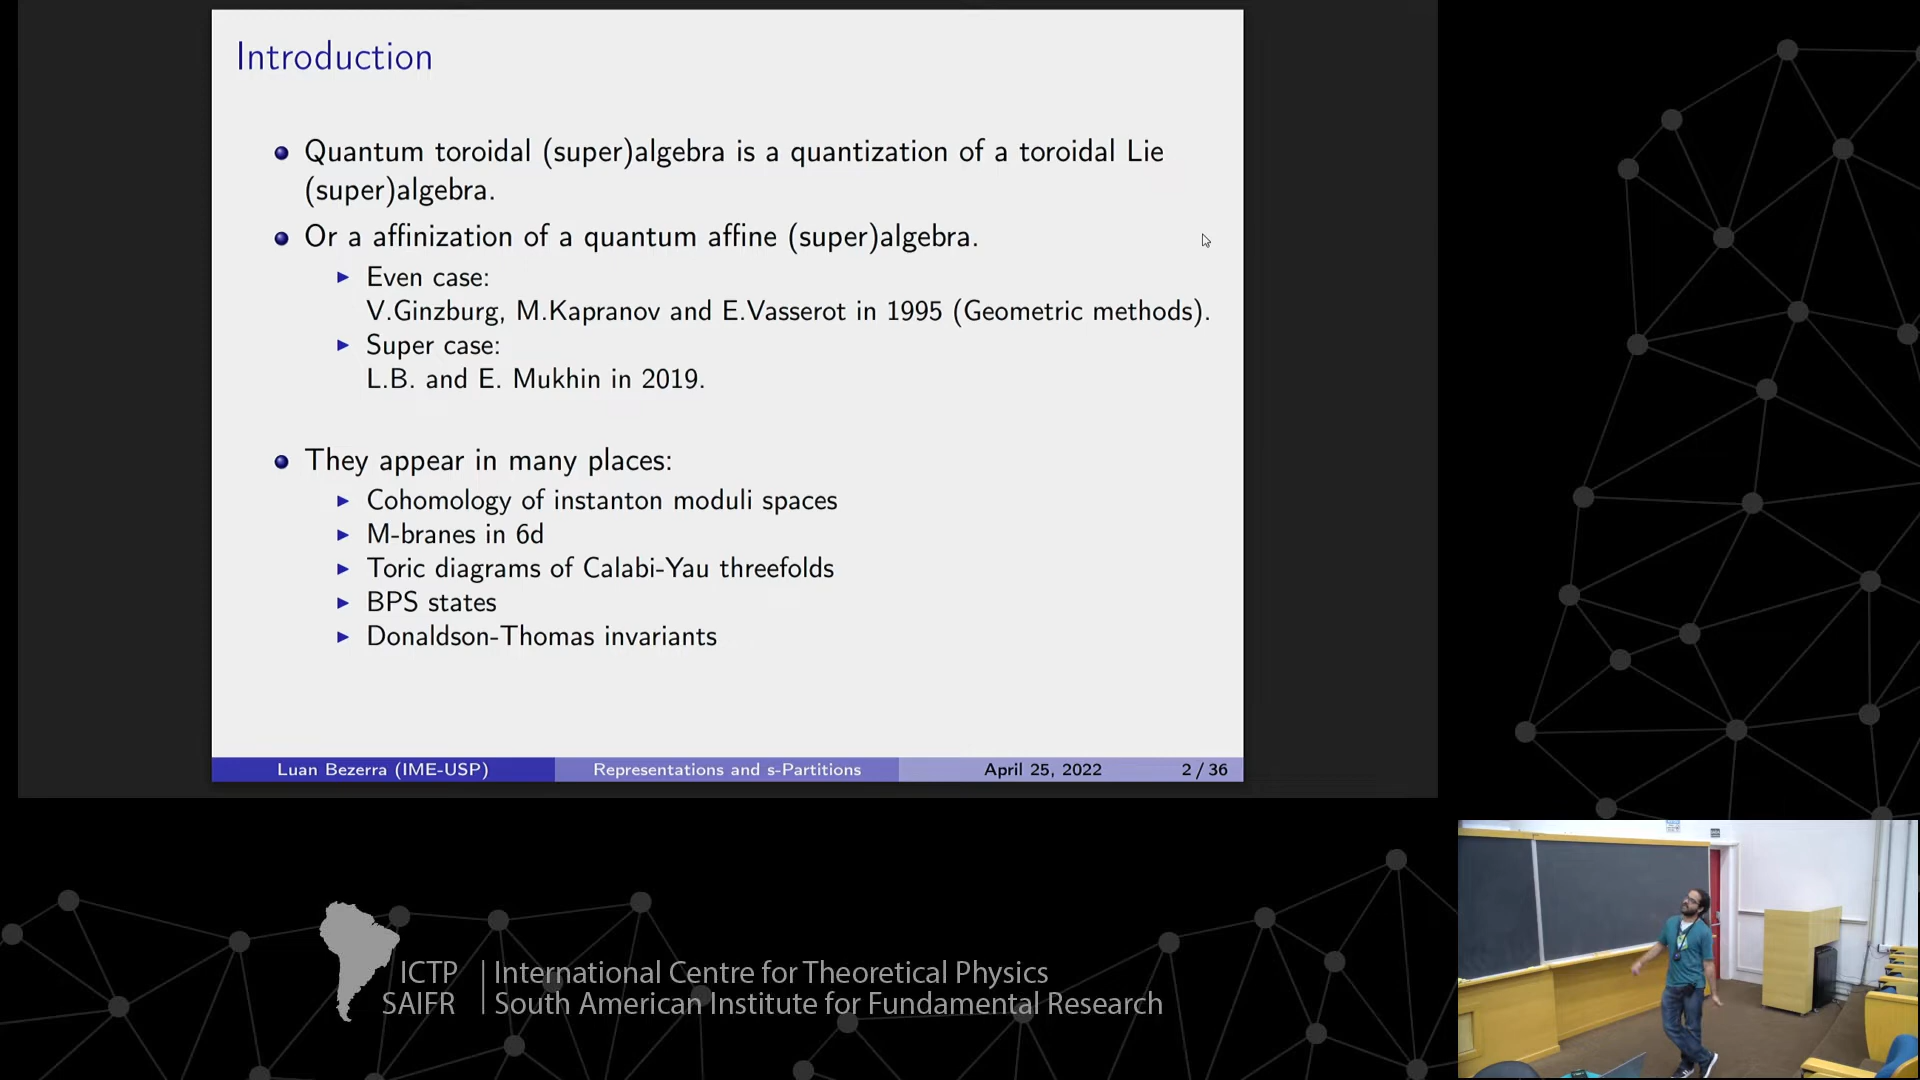 Introduction
Quantum toroidal (super)algebra is a quantization of a toroidal Lie
(super)algebra.
Or a affinization of a quantum affine (super)algebra.
Even case:
V.Ginzburg, M.Kapranov and E.Vasserot in 1995 (Geometric methods).
Super case:
L.B. and E. Mukhin in 2019.
They appear in many places:
Cohomology of instanton moduli spaces
M-branes in 6d
Toric diagrams of Calabi-Yau threefolds
BPS states
Donaldson-Thomas invariants
Luan Bezerra (IME-USP) Representations and s-Partitions April 25, 2022 2 / 36
ICTP International Centre for Theoretical Physics
SAIFR South American Institute for Fundamental Research